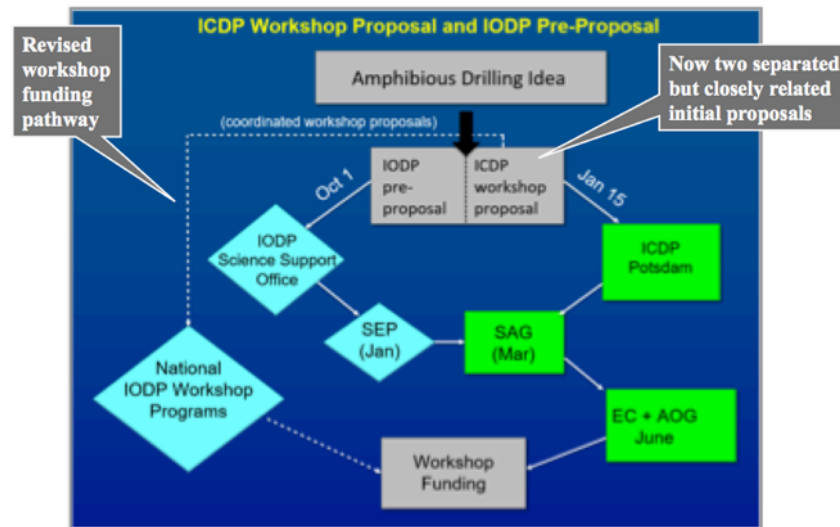 ICDP Workshop Proposal and IODP Pre-Proposal
Revised
workshop
funding
pathway
Amphibious Drilling Idea
Now two separated
but closely related
initial proposals
(coordinated workshop proposals)
IODP
pre-
proposal
ICDP
workshop
proposal
Oct 1
Jan 15
IODP
Science Support
Office
ICDP
Potsdam
SEP
(Jan)
SAG
(Mar)
National
IODP Workshop
Programs
EC + AOG
June
Workshop
Funding